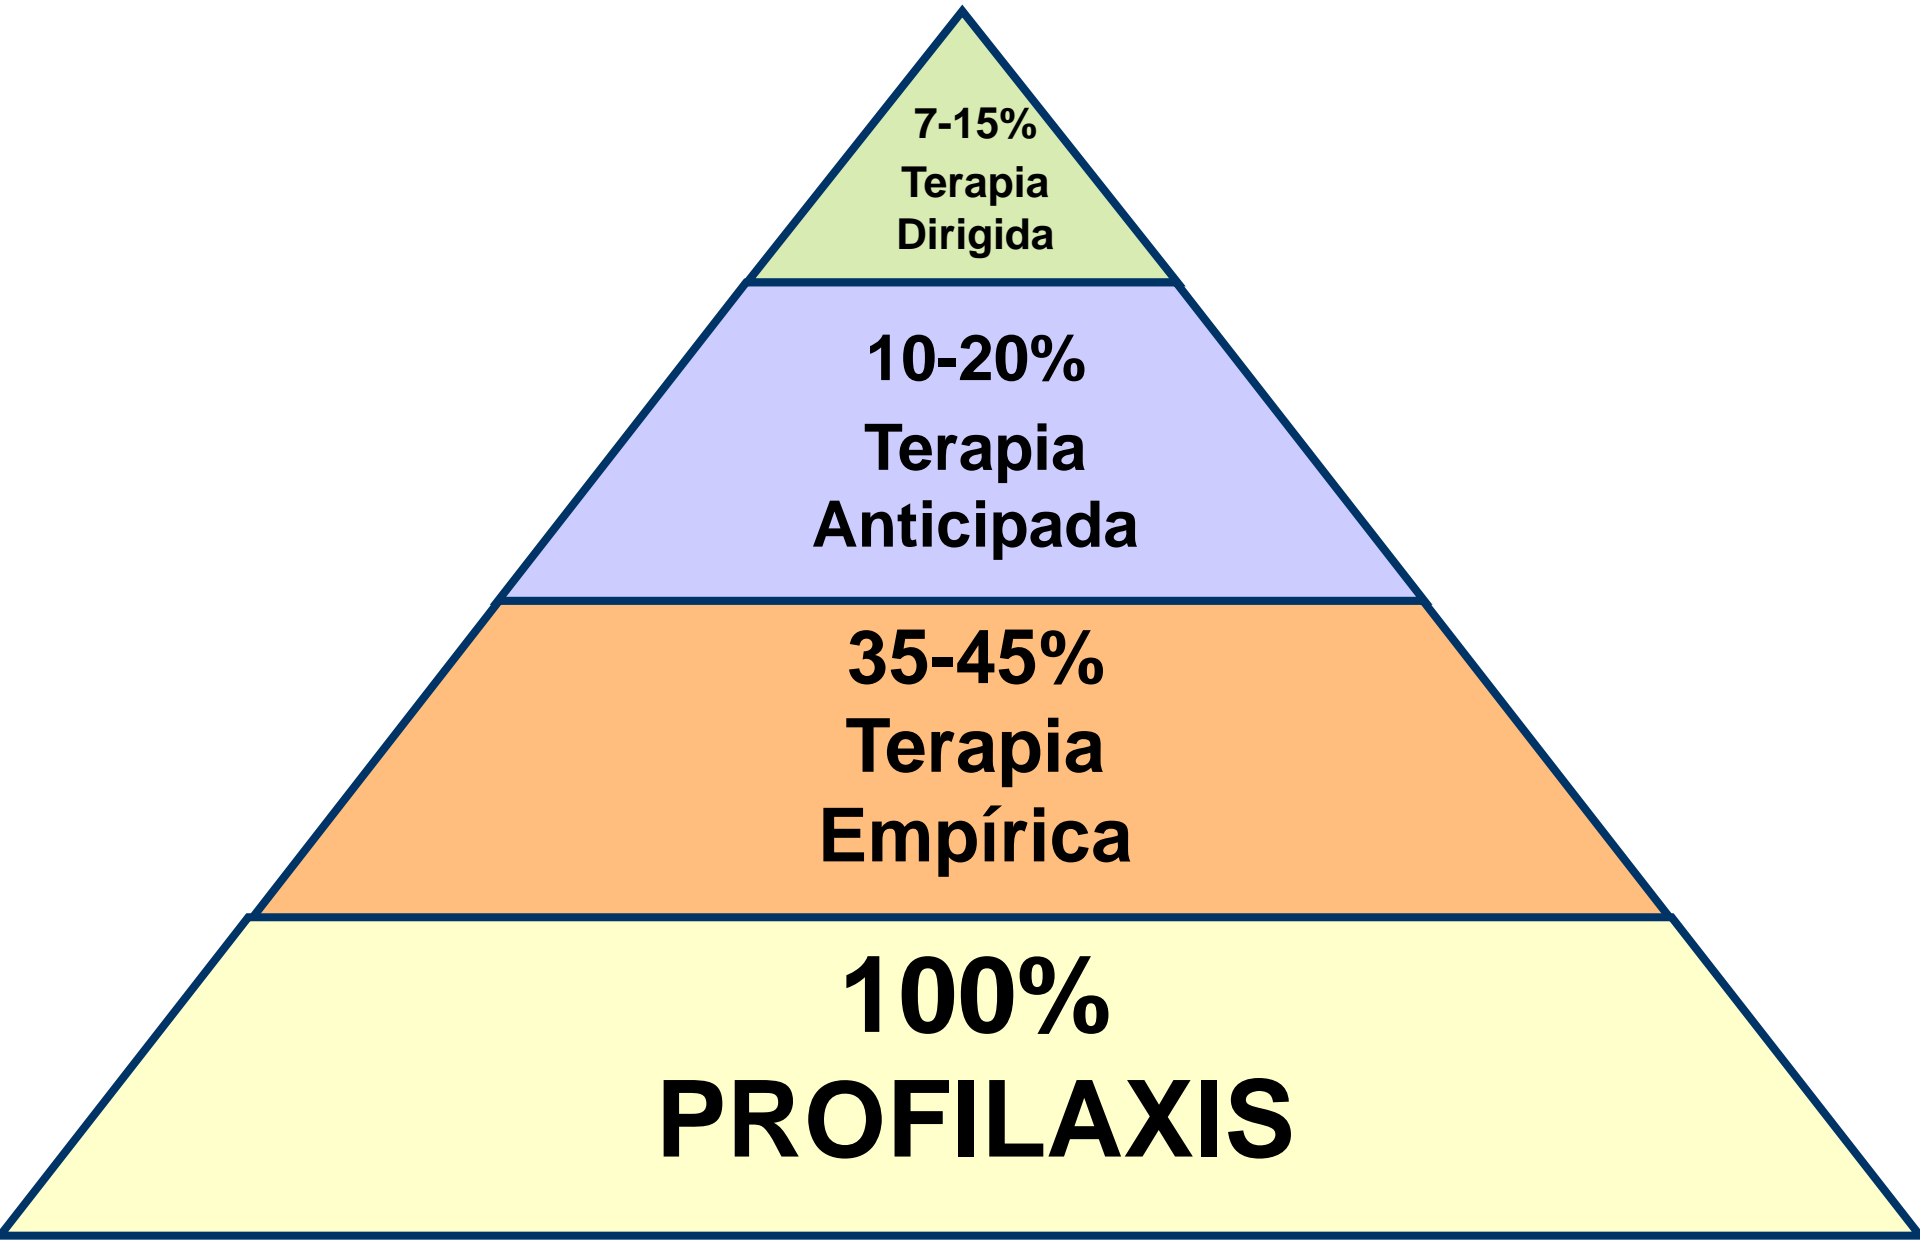 7-15%
Terapia
Dirigida
10-20%
Terapia
Anticipada
35-45%
Terapia
Empírica
100%
PROFILAXIS